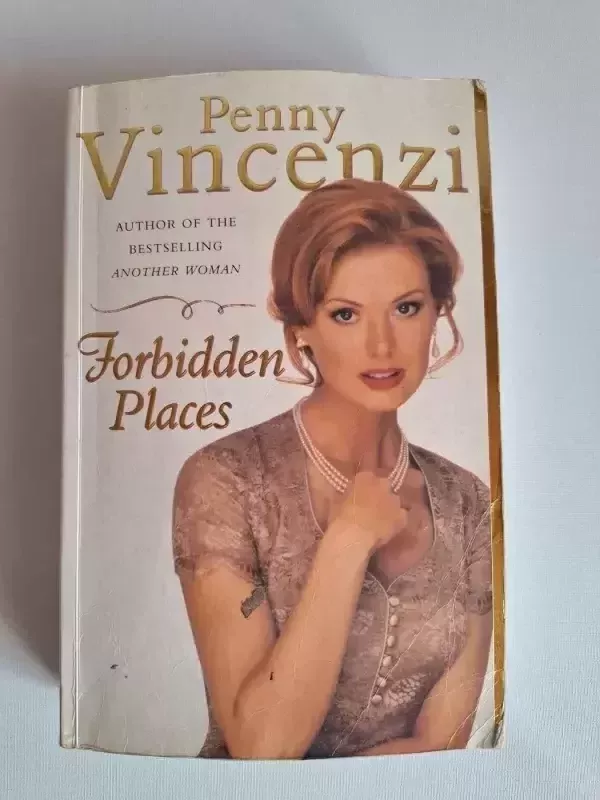 Penny
Vincenzi
AUTHOR OF THE
BESTSELLING
ANOTHER WOMAN
Forbidden
Places